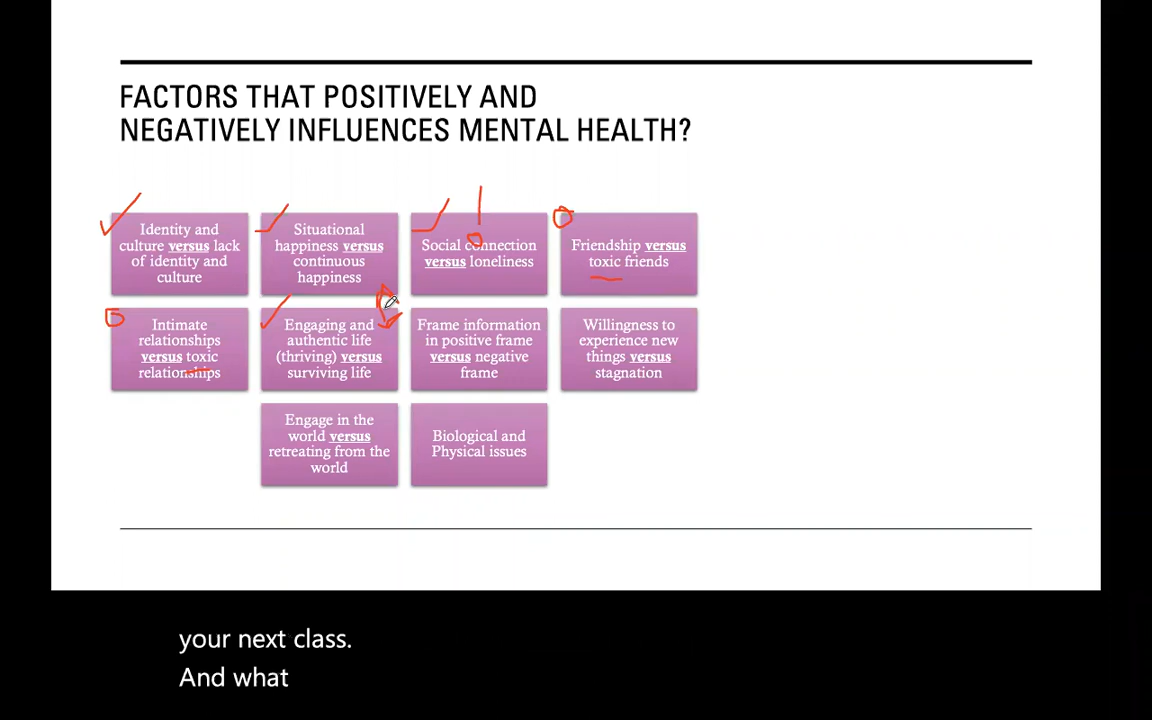 FACTORS THAT POSITIVELY AND
NEGATIVELY INFLUENCES MENTAL HEALTH?
Identity and
culture versus lack
of identity and
culture
Situational
happiness versus
continuous
happiness
Social connection
versus loneliness
Friendship versus
toxic friends
Intimate
relationships
versus toxic
relationships
Engaging and
authentic life
(thriving) versus
surviving life
Frame information
in positive frame
versus negative
frame
Willingness to
experience new
things versus
stagnation
Engage in the
world versus
retreating from the
world
Biological and
Physical issues
your next class.
And what